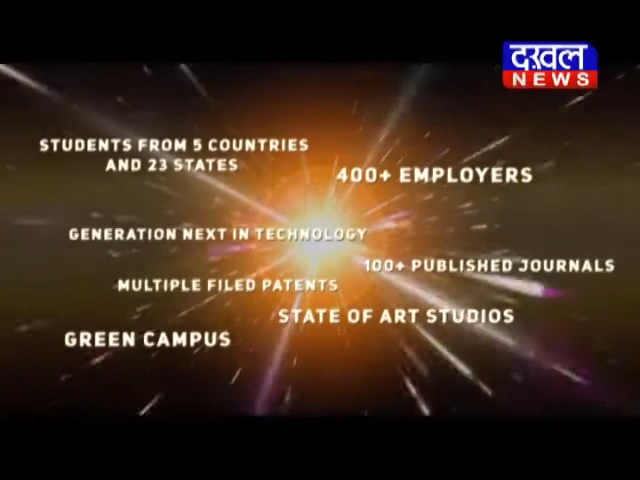 दख़ल
NEWS
STUDENTS FROM 5 COUNTRIES
AND 23 STATES
400+ EMPLOYERS
GENERATION NEXT IN TECHNOLOGY
100+ PUBLISHED JOURNALS
MULTIPLE FILED PATENTS
STATE OF ART STUDIOS
GREEN CAMPUS